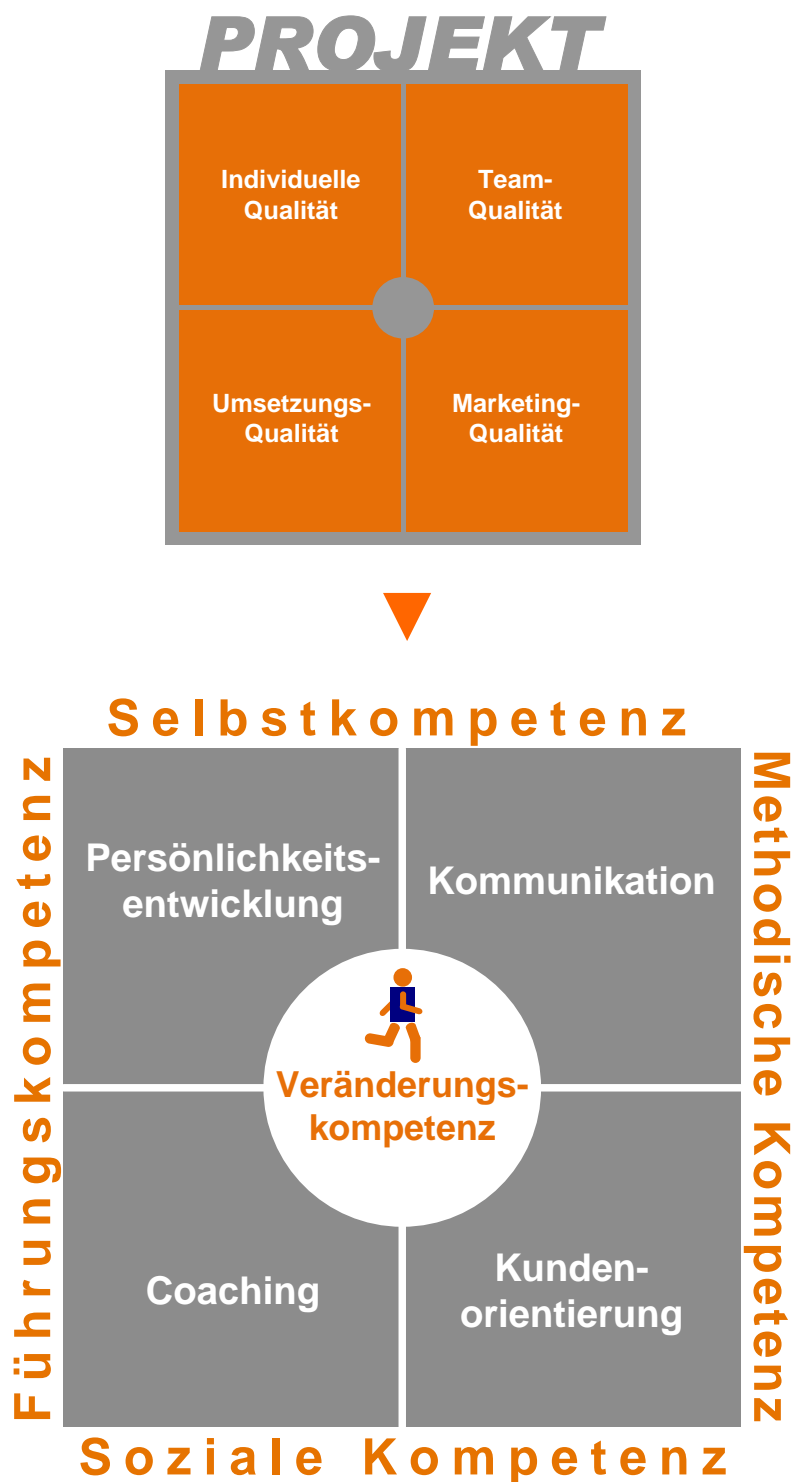 PROJEKT
Individuelle
Qualität
Team-
Qualität
Umsetzungs-
Qualität
Marketing-
Qualität
Selbstkompetenz
Führungskompetenz
Methodische Kompetenz
Persönlichkeits-
entwicklung
Kommunikation
Veränderungs-
kompetenz
Coaching
Kunden-
orientierung
Soziale Kompetenz